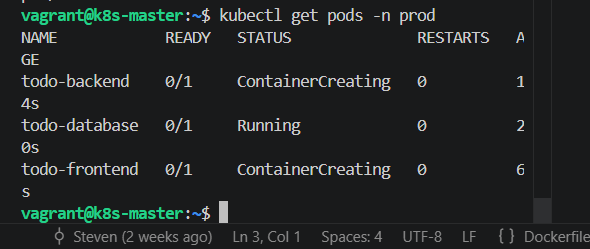 vagrant@k8s-master:~$ kubectl get pods -n prod
NAME READY STATUS RESTARTS A
GE
todo-backend 0/1 ContainerCreating 0 1
4s
todo-database 0/1 Running 0 2
0s
todo-frontend 0/1 ContainerCreating 0 6
s
vagrant@k8s-master:~$
Steven (2 weeks ago) Ln 3, Col 1 Spaces: 4 UTF-8 LF { } Dockerfile